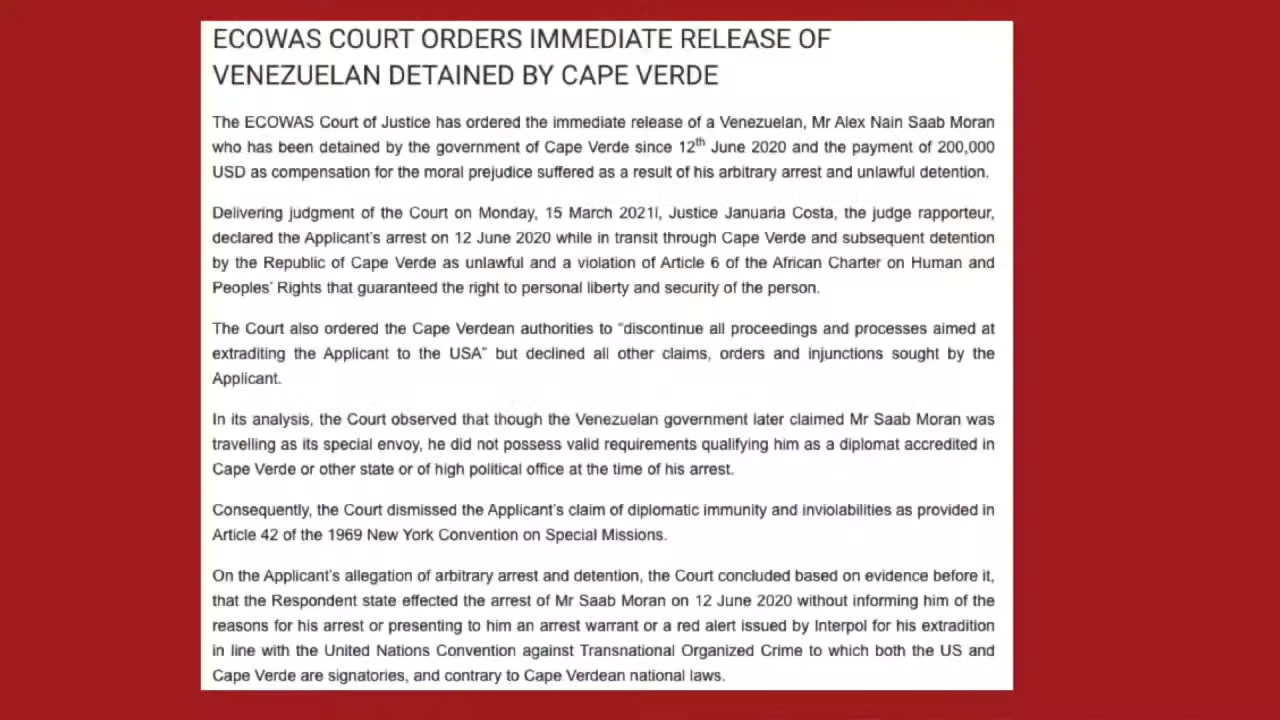 ECOWAS COURT ORDERS IMMEDIATE RELEASE OF
VENEZUELAN DETAINED BY CAPE VERDE
The ECOWAS Court of Justice has ordered the immediate release of a Venezuelan, Mr Alex Nain Saab Moran
who has been detained by the government of Cape Verde since 12th June 2020 and the payment of 200,000
USD as compensation for the moral prejudice suffered as a result of his arbitrary arrest and unlawful detention.
Delivering judgment of the Court on Monday, 15 March 2021l, Justice Januaria Costa, the judge rapporteur,
declared the Applicant’s arrest on 12 June 2020 while in transit through Cape Verde and subsequent detention
by the Republic of Cape Verde as unlawful and a violation of Article 6 of the African Charter on Human and
Peoples’ Rights that guaranteed the right to personal liberty and security of the person.
The Court also ordered the Cape Verdean authorities to “discontinue all proceedings and processes aimed at
extraditing the Applicant to the USA” but declined all other claims, orders and injunctions sought by the
Applicant.
In its analysis, the Court observed that though the Venezuelan government later claimed Mr Saab Moran was
travelling as its special envoy, he did not possess valid requirements qualifying him as a diplomat accredited in
Cape Verde or other state or of high political office at the time of his arrest.
Consequently, the Court dismissed the Applicant’s claim of diplomatic immunity and inviolabilities as provided in
Article 42 of the 1969 New York Convention on Special Missions.
On the Applicant’s allegation of arbitrary arrest and detention, the Court concluded based on evidence before it,
that the Respondent state effected the arrest of Mr Saab Moran on 12 June 2020 without informing him of the
reasons for his arrest or presenting to him an arrest warrant or a red alert issued by Interpol for his extradition
in line with the United Nations Convention against Transnational Organized Crime to which both the US and
Cape Verde are signatories, and contrary to Cape Verdean national laws.